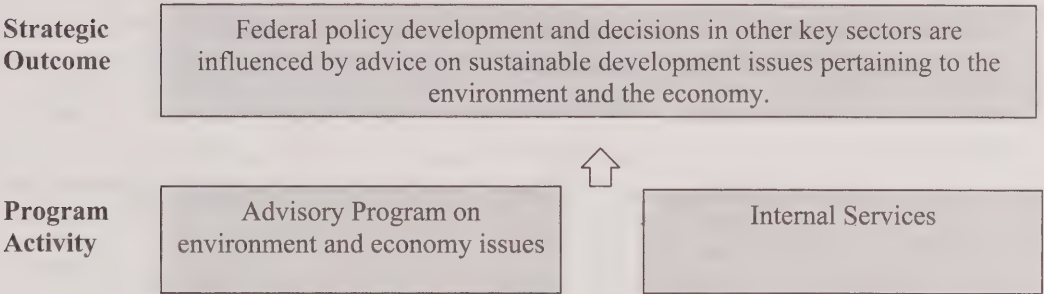 Strategic
Outcome
Federal policy development and decisions in other key sectors are
influenced by advice on sustainable development issues pertaining to the
environment and the economy.
Program
Activity
Advisory Program on
environment and economy issues
Internal Services